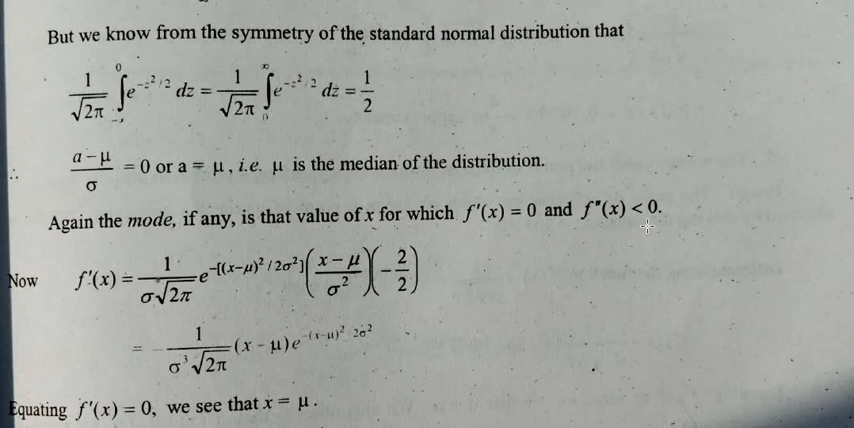 But we know from the symmetry of the standard normal distribution that
1/√2π ∫_{-∞}^{0} e^{-z²/2} dz = 1/√2π ∫_{0}^{∞} e^{-z²/2} dz = 1/2
∴ (a - μ)/σ = 0 or a = μ, i.e. μ is the median of the distribution.
Again the mode, if any, is that value of x for which f'(x) = 0 and f"(x) < 0.
Now f'(x) = 1/(σ√2π) e^{-[(x-μ)²/2σ²]} ((x - μ)/σ²) (-2/2)
= - 1/(σ³√2π) (x - μ) e^{-(x-μ)² 2σ²}
Equating f'(x) = 0, we see that x = μ.